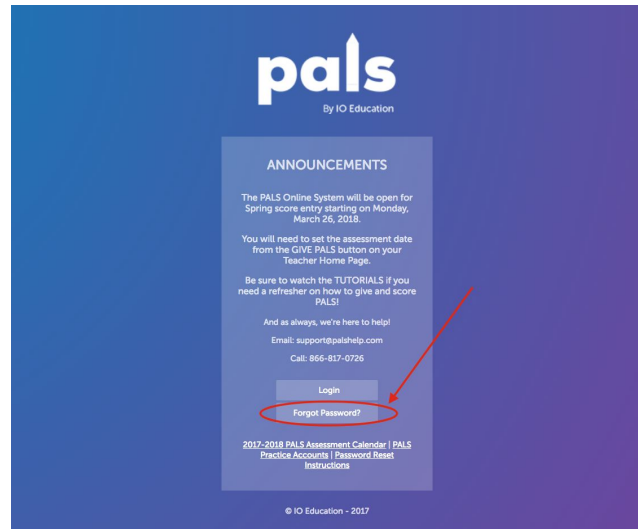 pals
By IO Education
ANNOUNCEMENTS
The PALS Online System will be open for
Spring score entry starting on Monday,
March 26, 2018.
You will need to set the assessment date
from the GIVE PALS button on your
Teacher Home Page.
Be sure to watch the TUTORIALS if you
need a refresher on how to give and score
PALS!
And as always, we're here to help!
Email: support@palshelp.com
Call: 866-817-0726
Login
Forgot Password?
2017-2018 PALS Assessment Calendar | PALS
Practice Accounts | Password Reset
Instructions
© IO Education - 2017